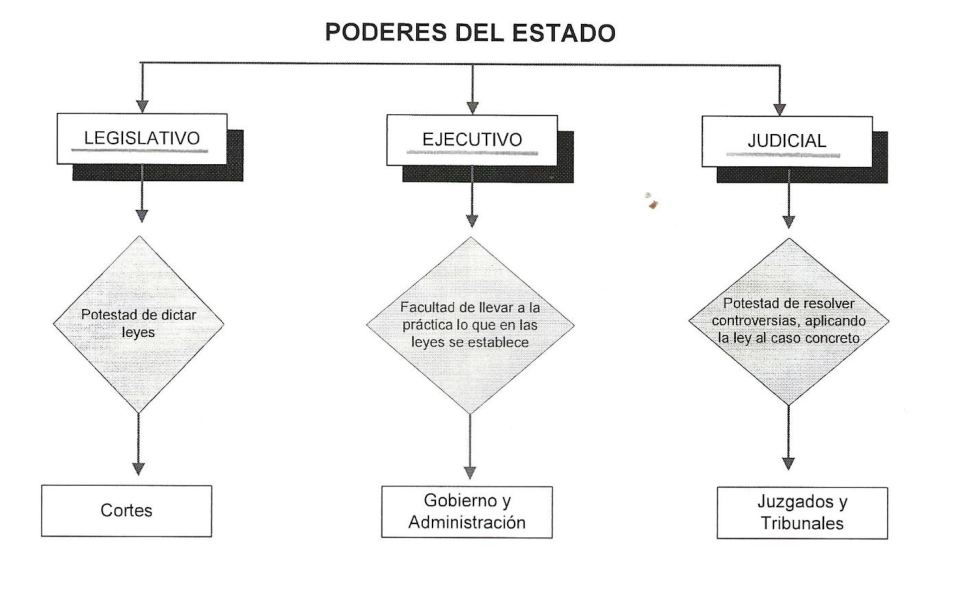 PODERES DEL ESTADO
LEGISLATIVO
EJECUTIVO
JUDICIAL
Potestad de dictar
leyes
Facultad de llevar a la
práctica lo que en las
leyes se establece
Potestad de resolver
controversias, aplicando
la ley al caso concreto
Cortes
Gobierno y
Administración
Juzgados y
Tribunales